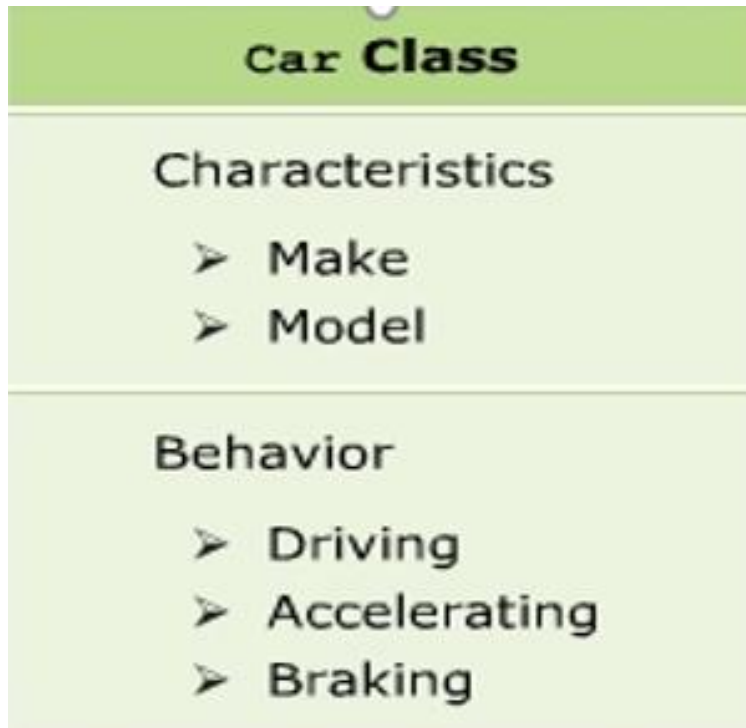 Car Class
Characteristics
➢ Make
➢ Model
Behavior
➢ Driving
➢ Accelerating
➢ Braking